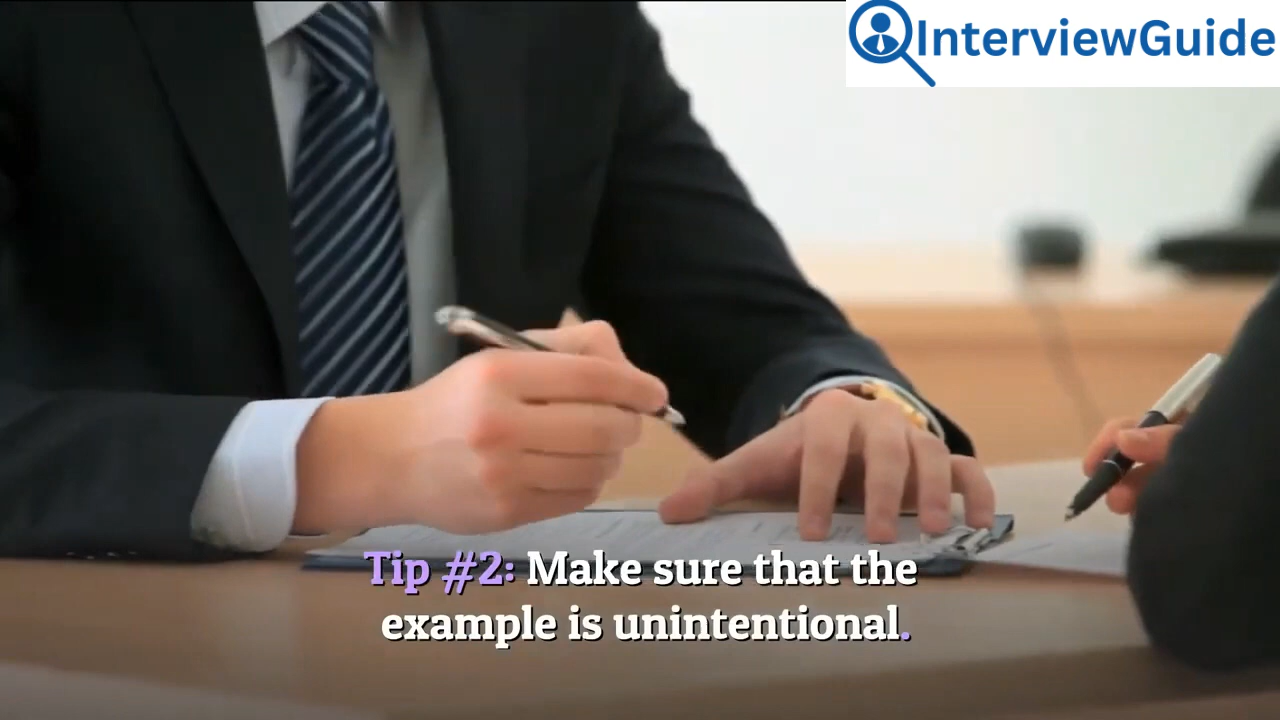 InterviewGuide
Tip #2: Make sure that the
example is unintentional.